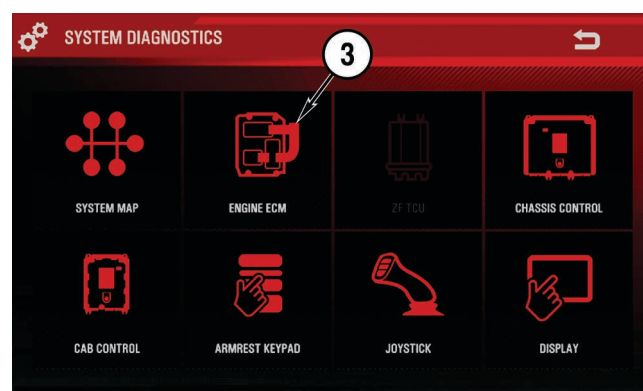 SYSTEM DIAGNOSTICS
3
SYSTEM MAP
ENGINE ECM
ZF TCU
CHASSIS CONTROL
CAB CONTROL
ARMREST KEYPAD
JOYSTICK
DISPLAY